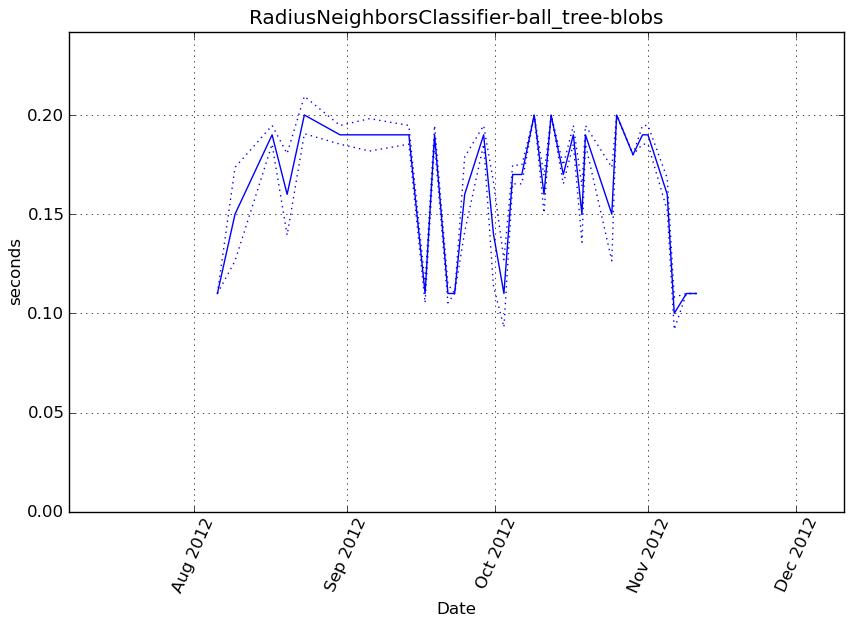 RadiusNeighborsClassifier-ball_tree-blobs
seconds
0.20
0.15
0.10
0.05
0.00
Aug 2012
Sep 2012
Oct 2012
Nov 2012
Dec 2012
Date